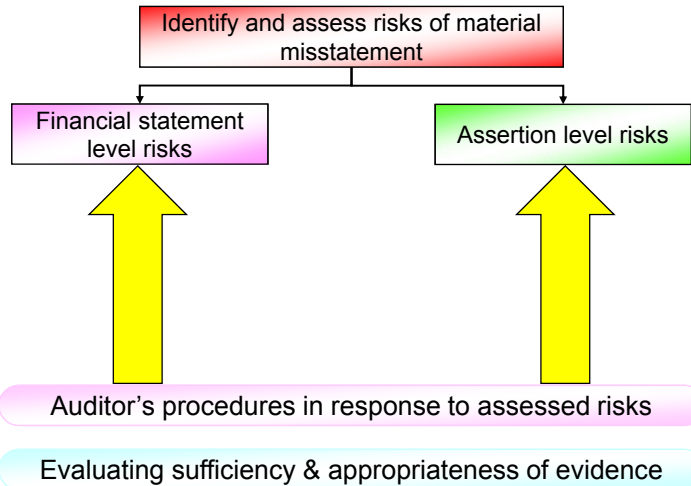 Identify and assess risks of material
misstatement
Financial statement
level risks
Assertion level risks
Auditor’s procedures in response to assessed risks
Evaluating sufficiency & appropriateness of evidence